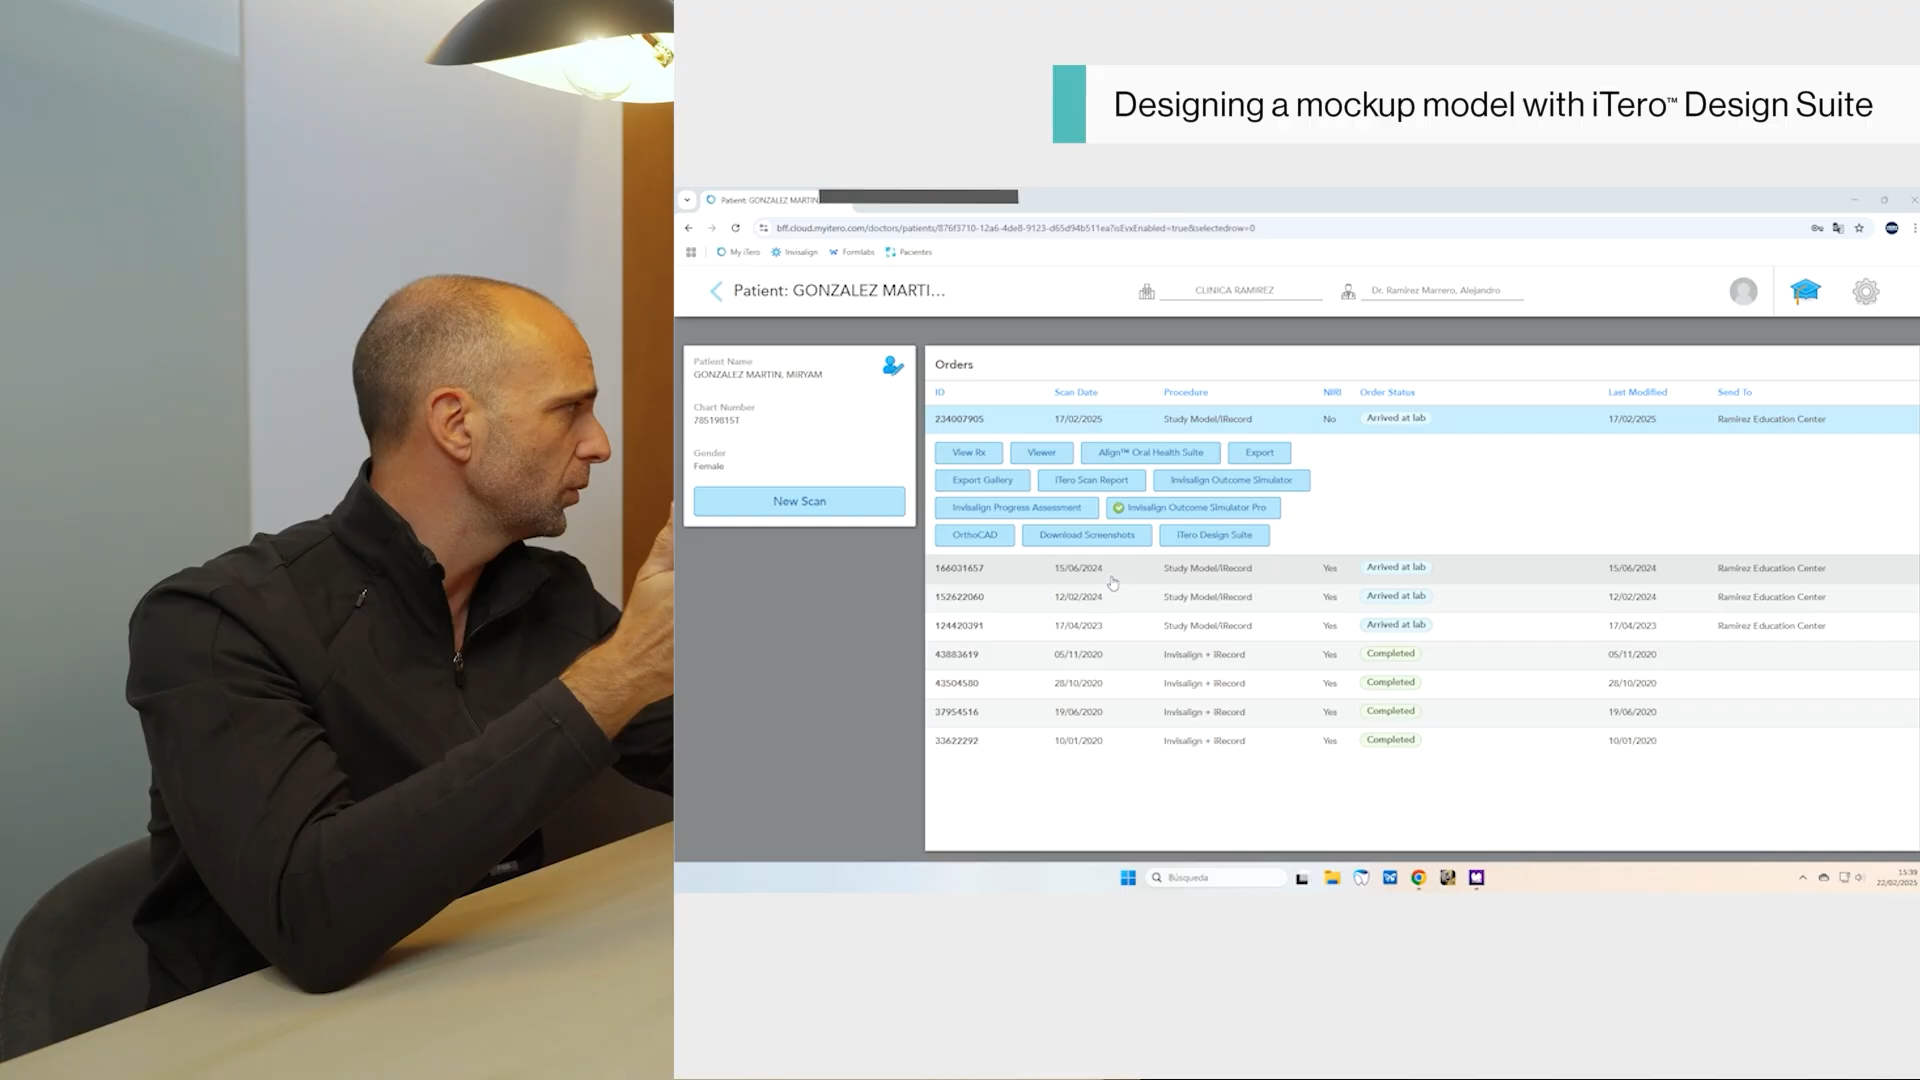 Designing a mockup model with iTero™ Design Suite
Patient: GONZALEZ MARTIN,
bff.cloud.myitero.com/doctors/patients/876f3710-12a6-4de8-9123-d65d94b511ea?isEvxEnabled=true&selectedrow=0
My iTero Invisalign Formlabs Pacientes
Patient: GONZALEZ MARTI... CLINICA RAMIREZ Dr. Ramirez Marrero, Alejandro
Patient Name
GONZALEZ MARTIN, MIRYAM
Chart Number
78519815T
Gender
Female
New Scan
Orders
ID Scan Date Procedure NIRI Order Status Last Modified Send To
234007905 17/02/2025 Study Model/iRecord No Arrived at lab 17/02/2025 Ramirez Education Center
View Rx Viewer Align™ Oral Health Suite Export
Export Gallery iTero Scan Report Invisalign Outcome Simulator
Invisalign Progress Assessment Invisalign Outcome Simulator Pro
OrthoCAD Download Screenshots iTero Design Suite
166031657 15/06/2024 Study Model/iRecord Yes Arrived at lab 15/06/2024 Ramirez Education Center
152622060 12/02/2024 Study Model/iRecord Yes Arrived at lab 12/02/2024 Ramirez Education Center
124420391 17/04/2023 Study Model/iRecord Yes Arrived at lab 17/04/2023 Ramirez Education Center
43883619 05/11/2020 Invisalign + iRecord Yes Completed 05/11/2020
43504580 28/10/2020 Invisalign + iRecord Yes Completed 28/10/2020
37954516 19/06/2020 Invisalign + iRecord Yes Completed 19/06/2020
33622292 10/01/2020 Invisalign + iRecord Yes Completed 10/01/2020
Búsqueda
15:39
22/02/2025